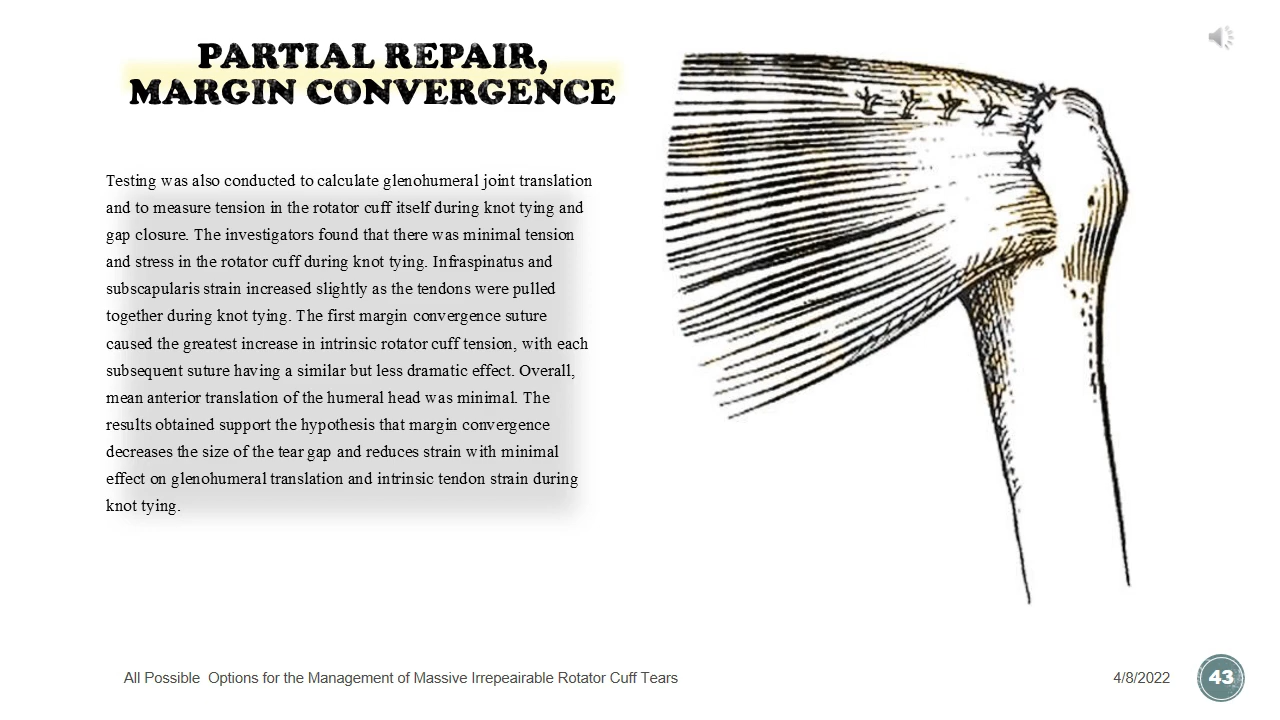 PARTIAL REPAIR,
MARGIN CONVERGENCE
Testing was also conducted to calculate glenohumeral joint translation
and to measure tension in the rotator cuff itself during knot tying and
gap closure. The investigators found that there was minimal tension
and stress in the rotator cuff during knot tying. Infraspinatus and
subscapularis strain increased slightly as the tendons were pulled
together during knot tying. The first margin convergence suture
caused the greatest increase in intrinsic rotator cuff tension, with each
subsequent suture having a similar but less dramatic effect. Overall,
mean anterior translation of the humeral head was minimal. The
results obtained support the hypothesis that margin convergence
decreases the size of the tear gap and reduces strain with minimal
effect on glenohumeral translation and intrinsic tendon strain during
knot tying.
All Possible  Options for the Management of Massive Irrepeairable Rotator Cuff Tears
4/8/2022
43